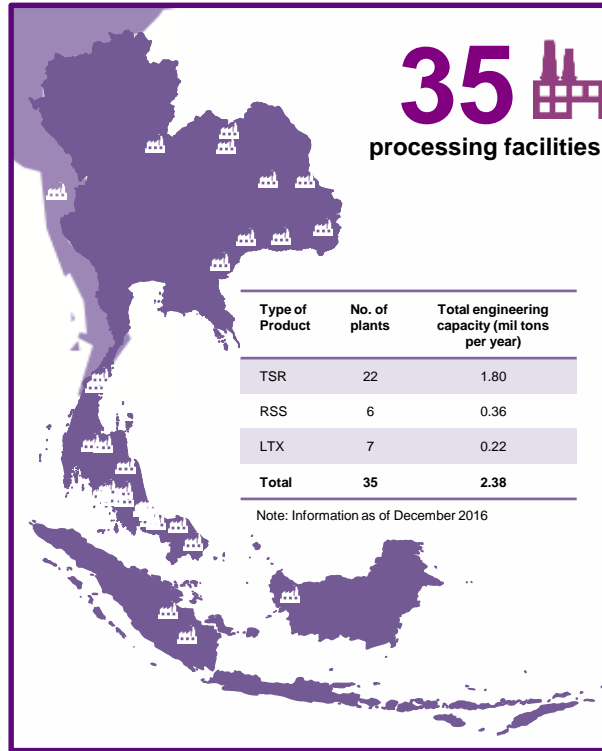 35
processing facilities
Type of Product No. of plants Total engineering capacity (mil tons per year)
TSR 22 1.80
RSS 6 0.36
LTX 7 0.22
Total 35 2.38
Note: Information as of December 2016